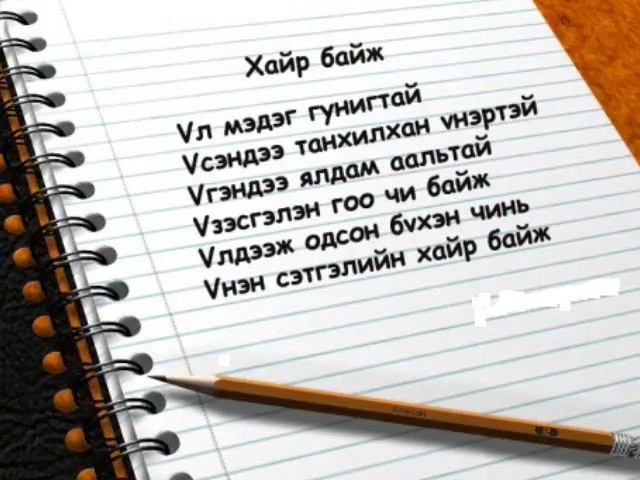 Хайр байж
Vл мэдэг гунигтай
Vсэндээ танхилхан vнэртэй
Vгэндээ ялдам аальтай
Vзэсгэлэн гоо чи байж
Vлдээж одсон бvхэн чинь
Vнэн сэтгэлийн хайр байж